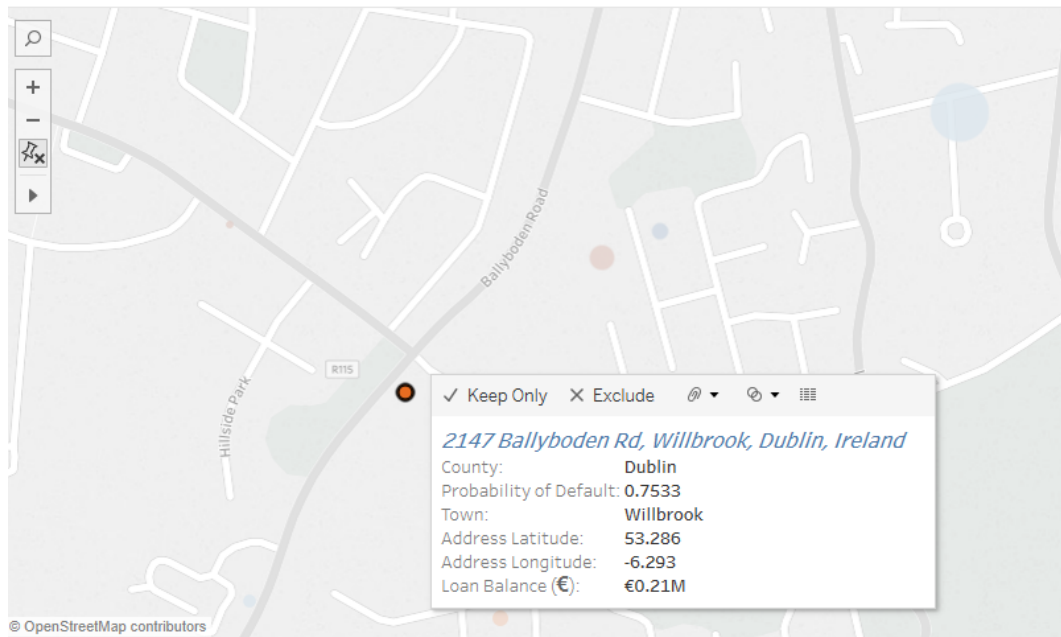 Ballyboden Road
R115
Hillside Park
Keep Only Exclude
2147 Ballyboden Rd, Willbrook, Dublin, Ireland
County: Dublin
Probability of Default: 0.7533
Town: Willbrook
Address Latitude: 53.286
Address Longitude: -6.293
Loan Balance (€): €0.21M
© OpenStreetMap contributors